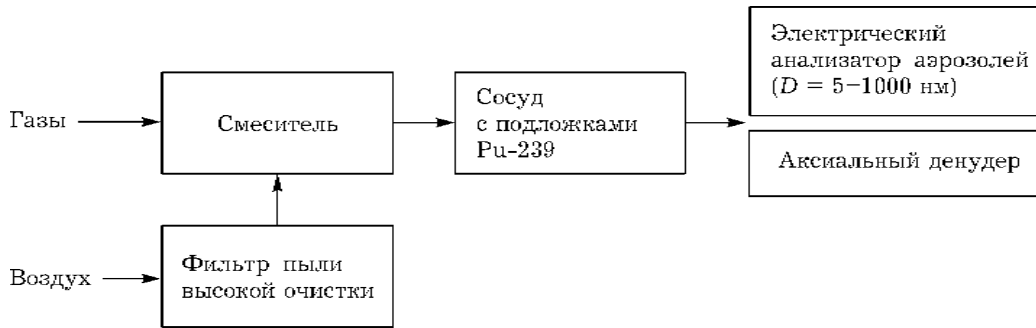 Газы
Смеситель
Сосуд
с подложками
Pu-239
Электрический
анализатор аэрозолей
(D = 5–1000 нм)
Аксиальный денудер
Воздух
Фильтр пыли
высокой очистки